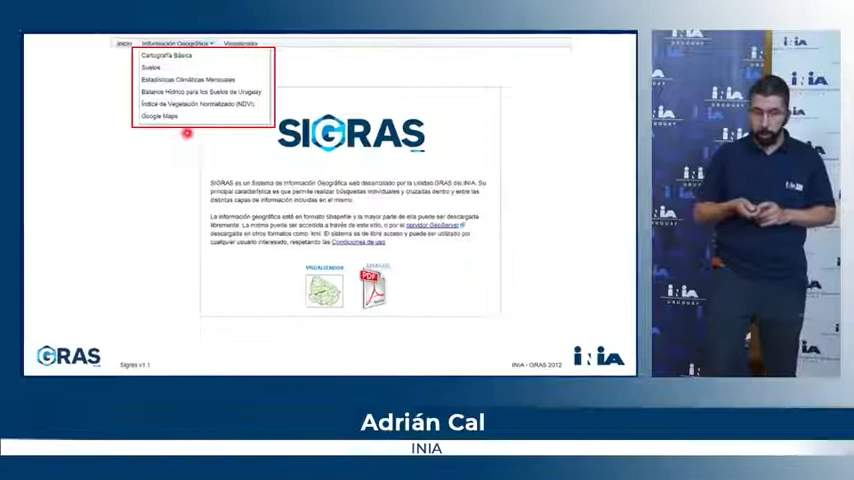 Inicio Información Geográfica Visualizador
Cartografía Básica
Suelos
Estadísticas Climáticas Mensuales
Balance Hídrico para los Suelos de Uruguay
Índice de Vegetación Normalizado (NDVI)
Google Maps
SIGRAS
SIGRAS es un Sistema de Información Geográfica web desarrollado por la Unidad GRAS del INIA. Su
principal característica es que permite realizar búsquedas individuales y cruzadas dentro y entre las
distintas capas de información incluidas en el mismo.
La información geográfica está en formato Shapefile y la mayor parte de ella puede ser descargada
libremente. La misma puede ser accedida a través de este sitio, o por el servidor GeoServer
descargada en otros formatos como .kml. El sistema es de libre acceso y puede ser utilizado por
cualquier usuario interesado, respetando las Condiciones de uso
VISUALIZADOR
PDF
GRAS
Sigras v1.1
INIA - GRAS 2012
INIA
INIA
URUGUAY
Adrián Cal
INIA